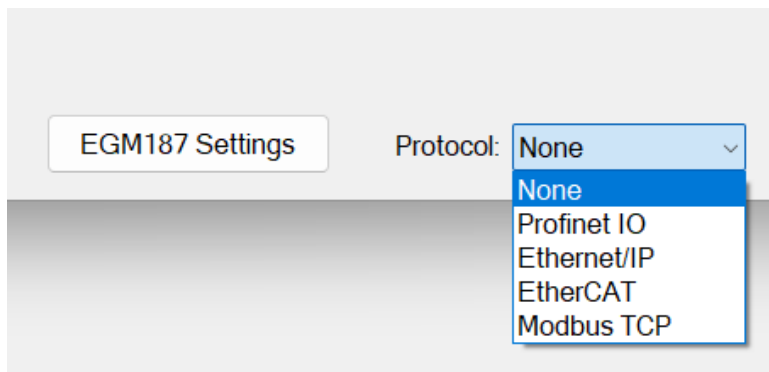 EGM187 Settings
Protocol: None
None
Profinet IO
Ethernet/IP
EtherCAT
Modbus TCP